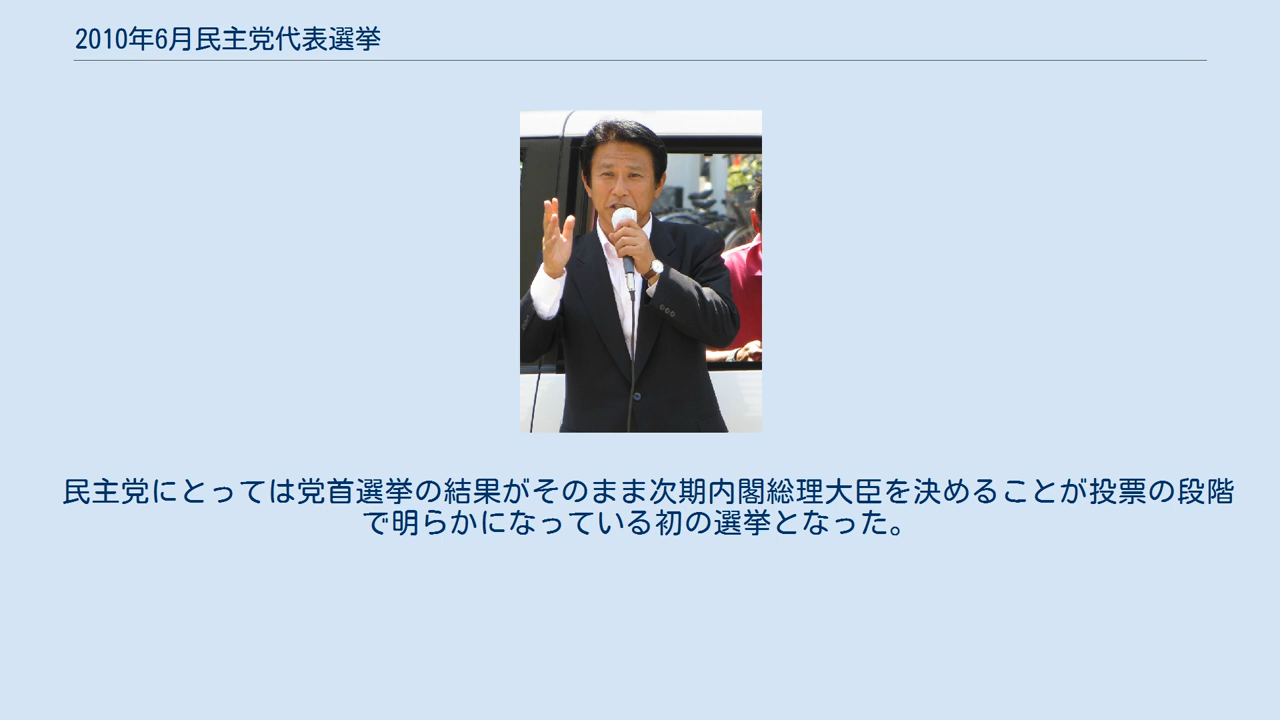 2010年6月民主党代表選挙
民主党にとっては党首選挙の結果がそのまま次期内閣総理大臣を決めることが投票の段階
で明らかになっている初の選挙となった。